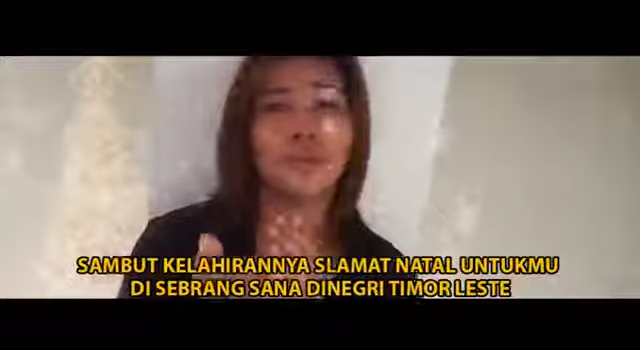 SAMBUT KELAHIRANNYA SLAMAT NATAL UNTUKMU
DI SEBRANG SANA DINEGRI TIMOR LESTE